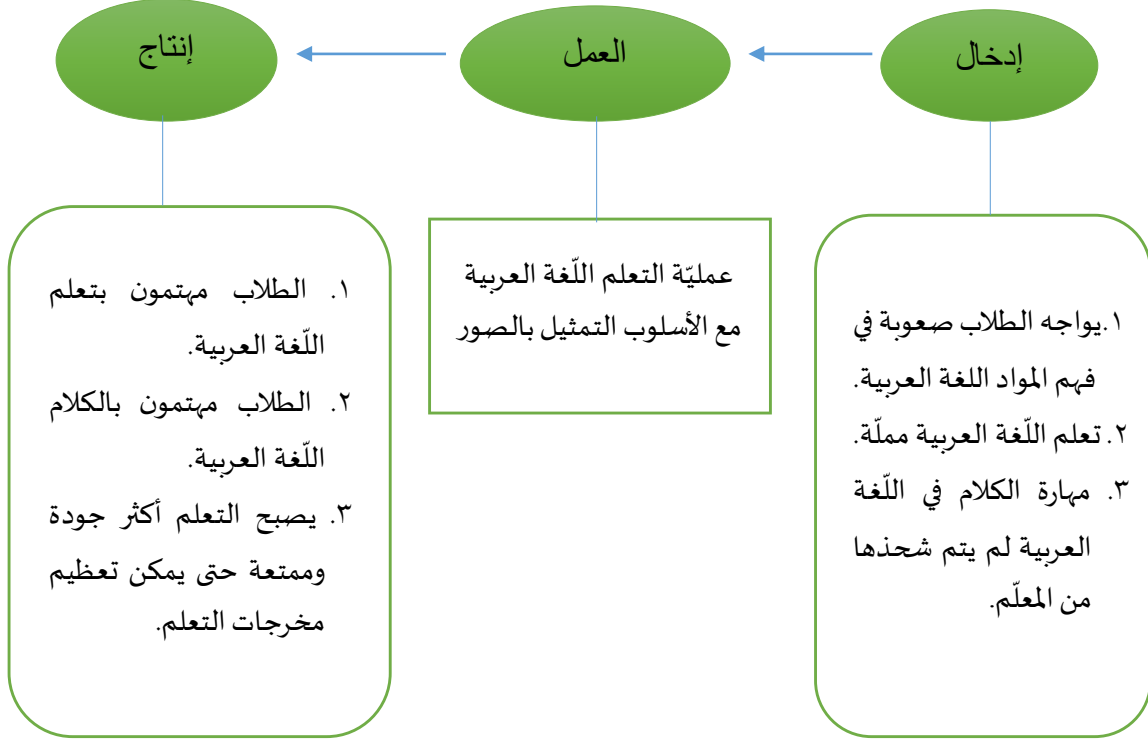 إدخال
العمل
إنتاج
١.يواجه الطلاب صعوبة في
فهم المواد اللغة العربية.
٢. تعلم اللّغة العربية مملّة.
٣. مهارة الكلام في اللّغة
العربية لم يتم شحذها
من المعلّم.
عمليّة التعلم اللّغة العربية
مع الأسلوب التمثيل بالصور
١. الطلاب مهتمون بتعلم
اللّغة العربية.
٢. الطلاب مهتمون بالكلام
اللّغة العربية.
٣. يصبح التعلم أكثر جودة
وممتعة حتى يمكن تعظيم
مخرجات التعلم.